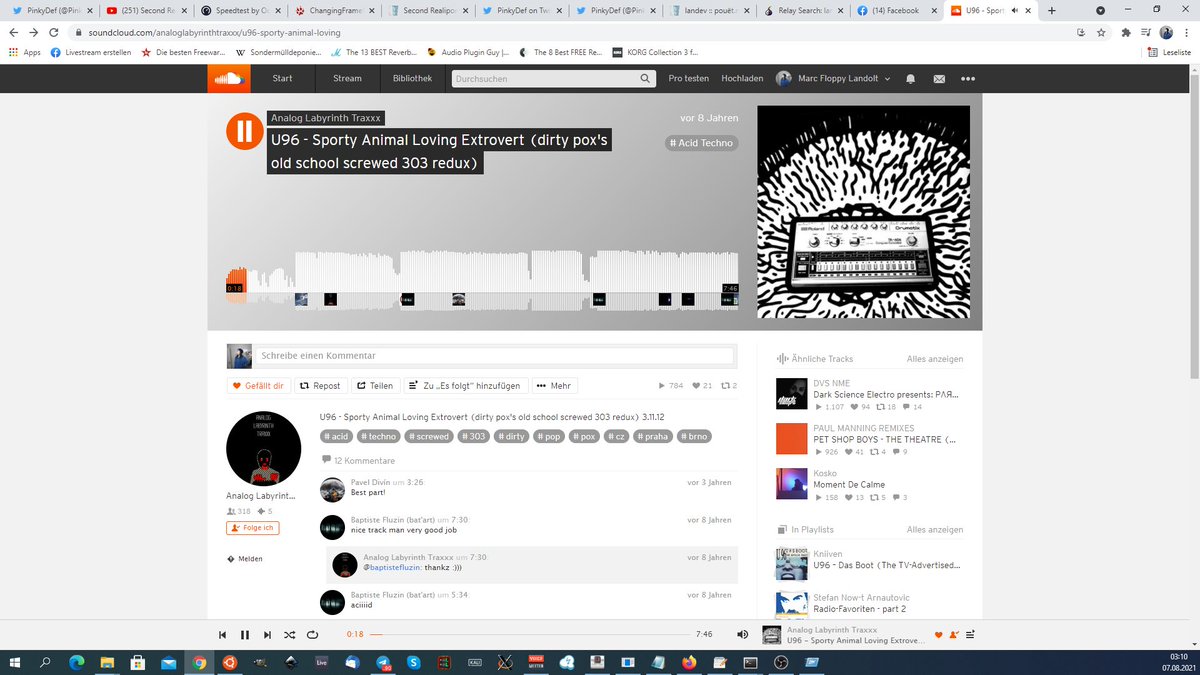 PinkyDef (@Pink
(251) Second Re
Speedtest by Oo
ChangingFrame
Second Realipo
PinkyDef on Tw
PinkyDef (@Pink
landev :: pouët.n
Relay Search: lan
(14) Facebook
U96 - Sport
soundcloud.com/analoglabyrinthtraxxx/u96-sporty-animal-loving
Apps
Livestream erstellen
Die besten Freewar...
Sondermülldeponie...
The 13 BEST Reverb...
Audio Plugin Guy |...
The 8 Best FREE Re...
KORG Collection 3 f...
Leseliste
Start
Stream
Bibliothek
Durchsuchen
Pro testen
Hochladen
Marc Floppy Landolt
Analog Labyrinth Traxxx
vor 8 Jahren
U96 - Sporty Animal Loving Extrovert (dirty pox's
old school screwed 303 redux)
# Acid Techno
Roland
Drumatix
0:18
7:46
Schreibe einen Kommentar
Gefällt dir
Repost
Teilen
Zu „Es folgt“ hinzufügen
Mehr
784
21
2
ANALOG
LABYRINTH
TRAXXX
Analog Labyrint...
318
5
Folge ich
Melden
U96 - Sporty Animal Loving Extrovert (dirty pox's old school screwed 303 redux) 3.11.12
# acid
# techno
# screwed
# 303
# dirty
# pop
# pox
# cz
# praha
# brno
12 Kommentare
Pavel Divín um 3:26
vor 3 Jahren
Best part!
Baptiste Fluzin (bat'art) um 7:30
vor 8 Jahren
nice track man very good job
Analog Labyrinth Traxxx um 7:30
vor 8 Jahren
@baptistefluzin: thankz :)))
Baptiste Fluzin (bat'art) um 5:34
vor 8 Jahren
aciiiid
Ähnliche Tracks
Alles anzeigen
DVS NME
Dark Science Electro presents: PΛЯ...
1,107
94
18
14
PAUL MANNING REMIXES
PET SHOP BOYS - THE THEATRE (...
926
41
4
9
Kosko
Moment De Calme
158
13
5
3
In Playlists
Alles anzeigen
Kniiven
U96 - Das Boot (The TV-Advertised...
Stefan Now-t Arnautovic
Radio-Favoriten - part 2
0:18
7:46
Analog Labyrinth Traxxx
U96 - Sporty Animal Loving Extrove...
Live
03:10
07.08.2021